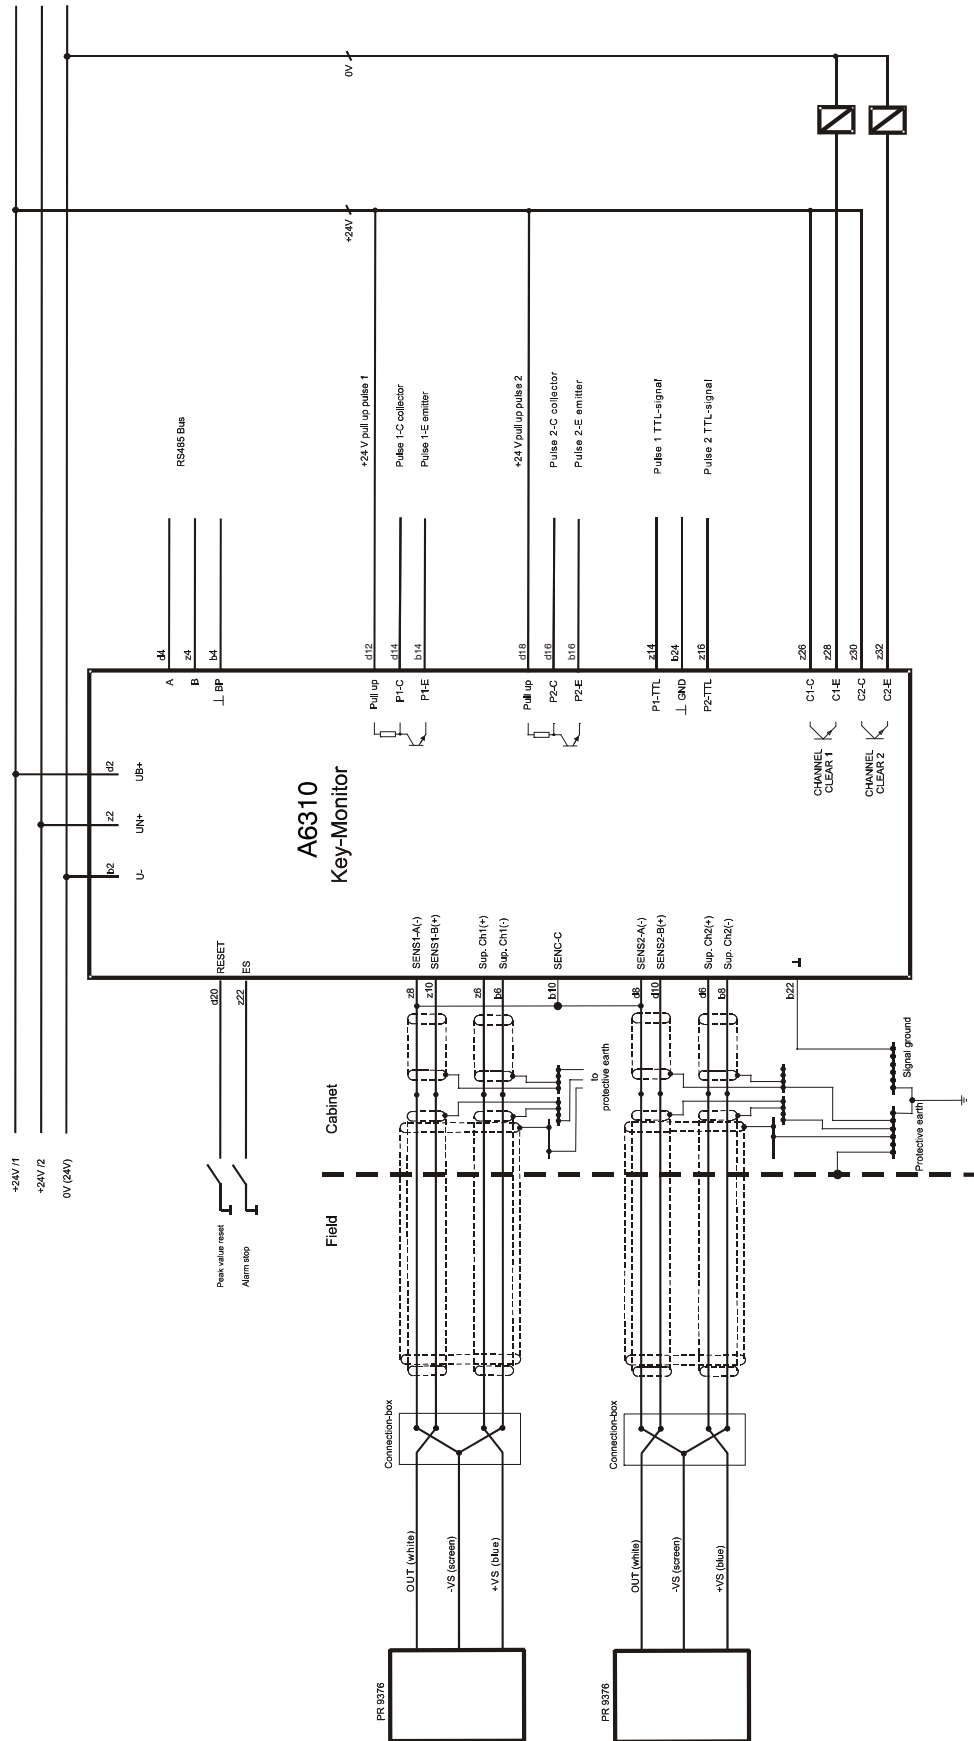 0V
+24V
RS485 Bus
+24 V pull up pulse 1
Pulse 1-C collector
Pulse 1-E emitter
+24 V pull up pulse 2
Pulse 2-C collector
Pulse 2-E emitter
Pulse 1 TTL-signal
Pulse 2 TTL-signal
d4
z4
b4
d12
d14
b14
d18
d16
b16
z14
b24
z16
z26
z28
z30
z32
A
B
BP
Pull up
P1-C
P1-E
Pull up
P2-C
P2-E
P1-TTL
GND
P2-TTL
C1-C
C1-E
C2-C
C2-E
CHANNEL
CLEAR 1
CHANNEL
CLEAR 2
d2
UB+
z2
UN+
b2
U-
A6310
Key-Monitor
RESET
ES
SENS1-A(-)
SENS1-B(+)
Sup. Ch1(+)
Sup. Ch1(-)
SENC-C
SENS2-A(-)
SENS2-B(+)
Sup. Ch2(+)
Sup. Ch2(-)
d20
z22
z8
z10
z6
b6
b10
d8
d10
d6
b8
b22
Cabinet
to
protective earth
Signal ground
Protective earth
+24V /1
+24V /2
0V (24V)
Field
Peak value reset
Alarm stop
Connection-box
Connection-box
OUT (white)
-VS (screen)
+VS (blue)
OUT (white)
-VS (screen)
+VS (blue)
PR 9376
PR 9376